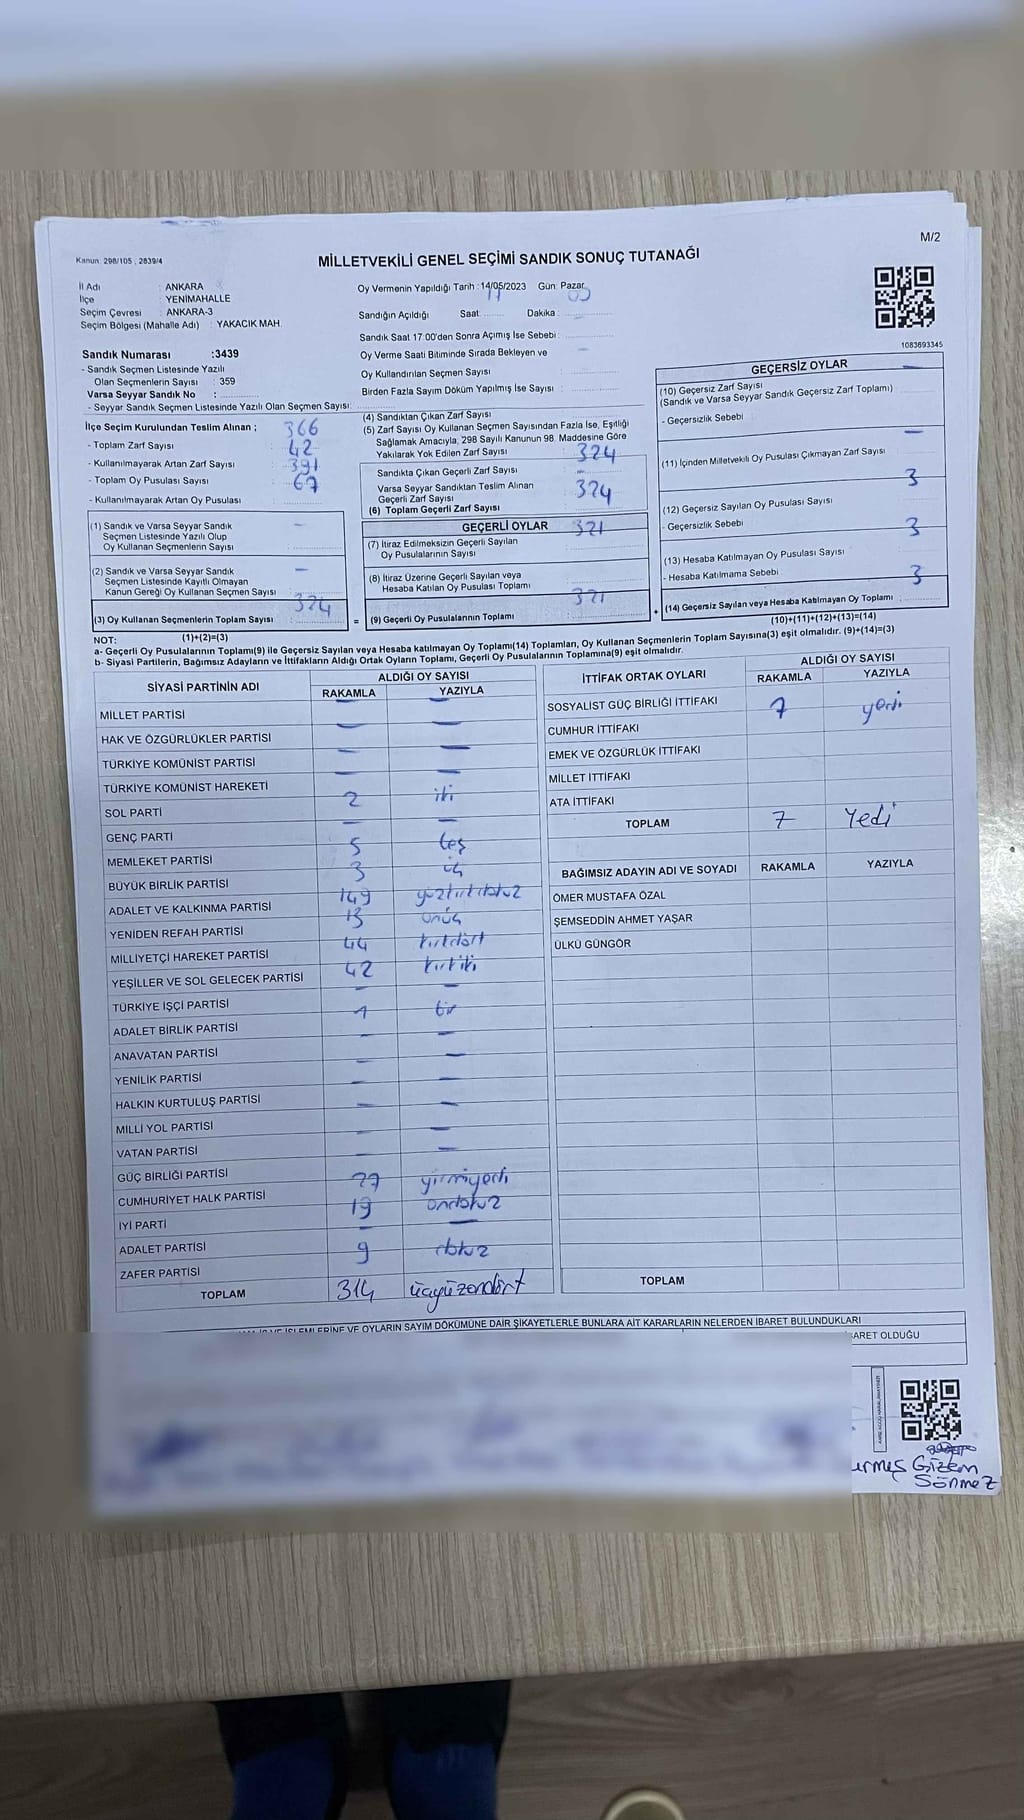 M/2
Kanun: 298/105 ; 2839/4
MİLLETVEKİLİ GENEL SEÇİMİ SANDIK SONUÇ TUTANAĞI
İl Adı : ANKARA
İlçe : YENİMAHALLE
Seçim Çevresi : ANKARA-3
Seçim Bölgesi (Mahalle Adı) : YAKACIK MAH.
Sandık Numarası :3439
- Sandık Seçmen Listesinde Yazılı
Olan Seçmenlerin Sayısı : 359
Varsa Seyyar Sandık No :
- Seyyar Sandık Seçmen Listesinde Yazılı Olan Seçmen Sayısı:
İlçe Seçim Kurulundan Teslim Alınan ; 366
- Toplam Zarf Sayısı 42
- Kullanılmayarak Artan Zarf Sayısı 391
- Toplam Oy Pusulası Sayısı 67
- Kullanılmayarak Artan Oy Pusulası
(1) Sandık ve Varsa Seyyar Sandık
Seçmen Listesinde Yazılı Olup
Oy Kullanan Seçmenlerin Sayısı —
(2) Sandık ve Varsa Seyyar Sandık
Seçmen Listesinde Kayıtlı Olmayan
Kanun Gereği Oy Kullanan Seçmen Sayısı —
(3) Oy Kullanan Seçmenlerin Toplam Sayısı 324
Oy Vermenin Yapıldığı Tarih :14/05/2023 Gün: Pazar
Sandığın Açıldığı Saat 17 Dakika 05
Sandık Saat 17:00'den Sonra Açımış İse Sebebi :
Oy Verme Saati Bitiminde Sırada Bekleyen ve
Oy Kullandırılan Seçmen Sayısı :
Birden Fazla Sayım Döküm Yapılmış İse Sayısı :
(4) Sandıktan Çıkan Zarf Sayısı
(5) Zarf Sayısı Oy Kullanan Seçmen Sayısından Fazla İse, Eşitliği
Sağlamak Amacıyla, 298 Sayılı Kanunun 98. Maddesine Göre
Yakılarak Yok Edilen Zarf Sayısı 324
Sandıkta Çıkan Geçerli Zarf Sayısı —
Varsa Seyyar Sandıktan Teslim Alınan
Geçerli Zarf Sayısı 324
(6) Toplam Geçerli Zarf Sayısı
GEÇERLİ OYLAR 321
(7) İtiraz Edilmeksizin Geçerli Sayılan
Oy Pusulalarının Sayısı
(8) İtiraz Üzerine Geçerli Sayılan veya
Hesaba Katılan Oy Pusulası Toplamı 321
= (9) Geçerli Oy Pusulalarının Toplamı +
1083693345
GEÇERSİZ OYLAR
(10) Geçersiz Zarf Sayısı
(Sandık ve Varsa Seyyar Sandık Geçersiz Zarf Toplamı)
- Geçersizlik Sebebi
(11) İçinden Milletvekili Oy Pusulası Çıkmayan Zarf Sayısı
3
(12) Geçersiz Sayılan Oy Pusulası Sayısı
- Geçersizlik Sebebi 3
(13) Hesaba Katılmayan Oy Pusulası Sayısı
- Hesaba Katılmama Sebebi 3
(14) Geçersiz Sayılan veya Hesaba Katılmayan Oy Toplamı
(10)+(11)+(12)+(13)=(14)
NOT: (1)+(2)=(3)
a- Geçerli Oy Pusulalarının Toplamı(9) ile Geçersiz Sayılan veya Hesaba katılmayan Oy Toplamı(14) Toplamları, Oy Kullanan Seçmenlerin Toplam Sayısına(3) eşit olmalıdır. (9)+(14)=(3)
b- Siyasi Partilerin, Bağımsız Adayların ve İttifakların Aldığı Ortak Oyların Toplamı, Geçerli Oy Pusulalarının Toplamına(9) eşit olmalıdır.
SİYASİ PARTİNİN ADI ALDIĞI OY SAYISI
RAKAMLA YAZIYLA
MİLLET PARTİSİ — —
HAK VE ÖZGÜRLÜKLER PARTİSİ — —
TÜRKİYE KOMÜNİST PARTİSİ — —
TÜRKİYE KOMÜNİST HAREKETİ — —
SOL PARTİ 2 iki
GENÇ PARTİ — —
MEMLEKET PARTİSİ 5 beş
BÜYÜK BİRLİK PARTİSİ 3 üç
ADALET VE KALKINMA PARTİSİ 149 yüzkırkdokuz
YENİDEN REFAH PARTİSİ 13 onüç
MİLLİYETÇİ HAREKET PARTİSİ 44 kırkdört
YEŞİLLER VE SOL GELECEK PARTİSİ 42 kırkiki
TÜRKİYE İŞÇİ PARTİSİ — —
ADALET BİRLİK PARTİSİ 1 bir
ANAVATAN PARTİSİ — —
YENİLİK PARTİSİ — —
HALKIN KURTULUŞ PARTİSİ — —
MİLLİ YOL PARTİSİ — —
VATAN PARTİSİ — —
GÜÇ BİRLİĞİ PARTİSİ — —
CUMHURİYET HALK PARTİSİ 27 yirmiyedi
İYİ PARTİ 19 ondokuz
ADALET PARTİSİ — —
ZAFER PARTİSİ 9 dokuz
TOPLAM 314 üçyüzondört
İTTİFAK ORTAK OYLARI ALDIĞI OY SAYISI
RAKAMLA YAZIYLA
SOSYALİST GÜÇ BİRLİĞİ İTTİFAKI
CUMHUR İTTİFAKI 7 yedi
EMEK VE ÖZGÜRLÜK İTTİFAKI
MİLLET İTTİFAKI
ATA İTTİFAKI
TOPLAM 7 Yedi
BAĞIMSIZ ADAYIN ADI VE SOYADI RAKAMLA YAZIYLA
ÖMER MUSTAFA ÖZAL
ŞEMSEDDİN AHMET YAŞAR
ÜLKÜ GÜNGÖR
TOPLAM
İŞLEMLERİNE VE OYLARIN SAYIM DÖKÜMÜNE DAİR ŞİKAYETLERLE BUNLARA AİT KARARLARIN NELERDEN İBARET BULUNDUKLARI
BARET OLDUĞU
urmuş Gizem
Sönmez